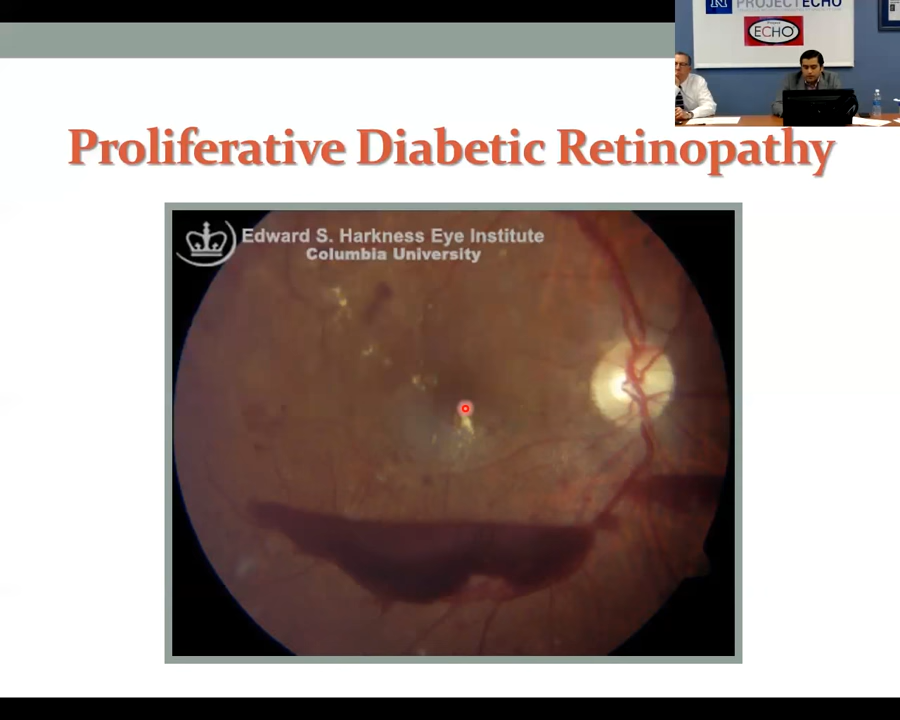 N PROJECT ECHO
ECHO
Proliferative Diabetic Retinopathy
Edward S. Harkness Eye Institute
Columbia University